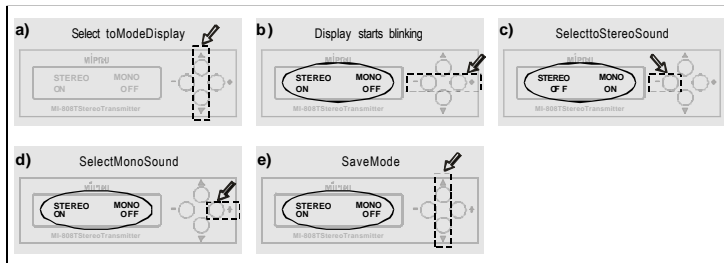 a) Select toModeDisplay
MIPRO
STEREO MONO
ON OFF
MI-808TStereoTransmitter
b) Display starts blinking
MIPRO
STEREO MONO
ON OFF
MI-808TStereoTransmitter
c) SelecttoStereoSound
MIPRO
STEREO MONO
OFF ON
MI-808TStereoTransmitter
d) SelectMonoSound
MIPRO
STEREO MONO
ON OFF
MI-808TStereoTransmitter
e) SaveMode
MIPRO
STEREO MONO
ON OFF
MI-808TStereoTransmitter